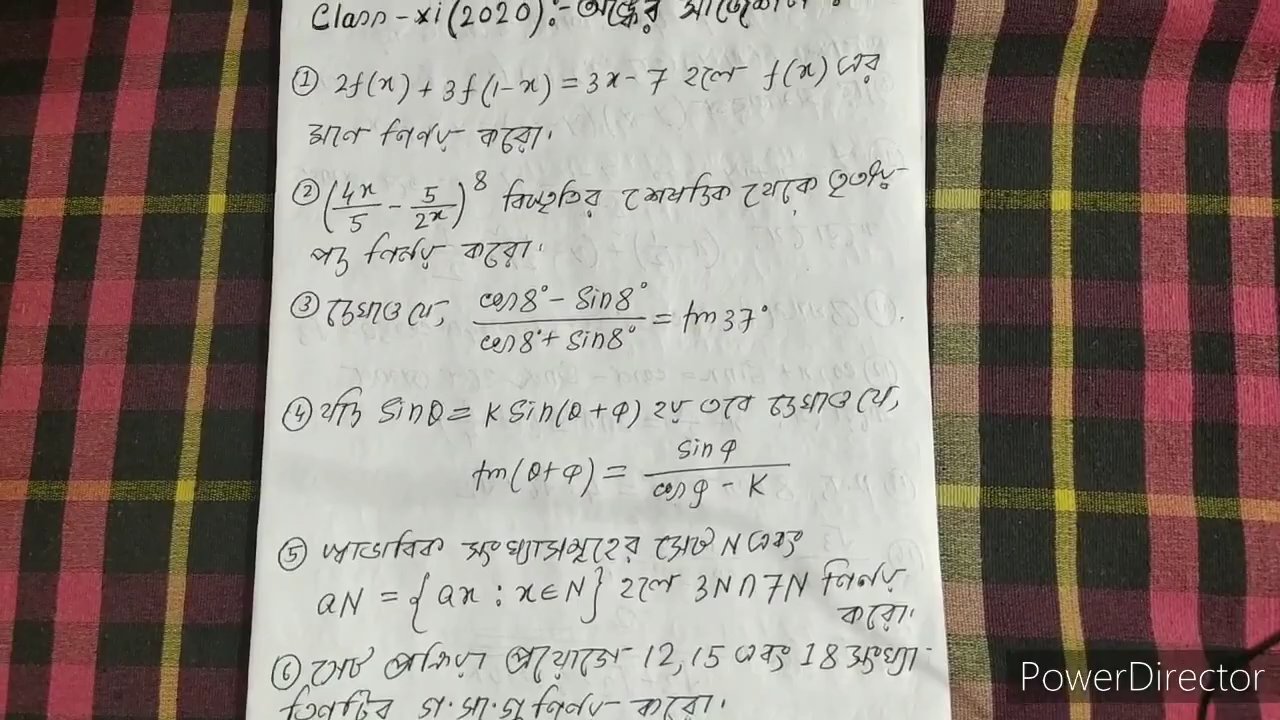 Class-xi (2020):- অঙ্কের সাজেশান :
① 2f(x) + 3f(1-x) = 3x - 7 হলে f(x) এর
মান নির্ণয় করো।
② (4x/5 - 5/2x)^8 বিস্তৃতির শেষদিক থেকে তৃতীয়
পদ নির্ণয় করো।
③ দেখাও যে, (cos8° - Sin8°)/(cos8° + Sin8°) = tan37°
④ যদি Sinθ = K Sin(θ+φ) হয় তবে দেখাও যে,
tan(θ+φ) = sinφ/(cosφ - K)
⑤ স্বাভাবিক সংখ্যাসমূহের সেট N এবং
aN = {ax : x∈N} হলে 3N∩7N নির্ণয়
করো।
⑥ সেট প্রক্রিয়া প্রয়োগে 12, 15 এবং 18 সংখ্যা
তিনটির গ.সা.গু নির্ণয় করো।
PowerDirector